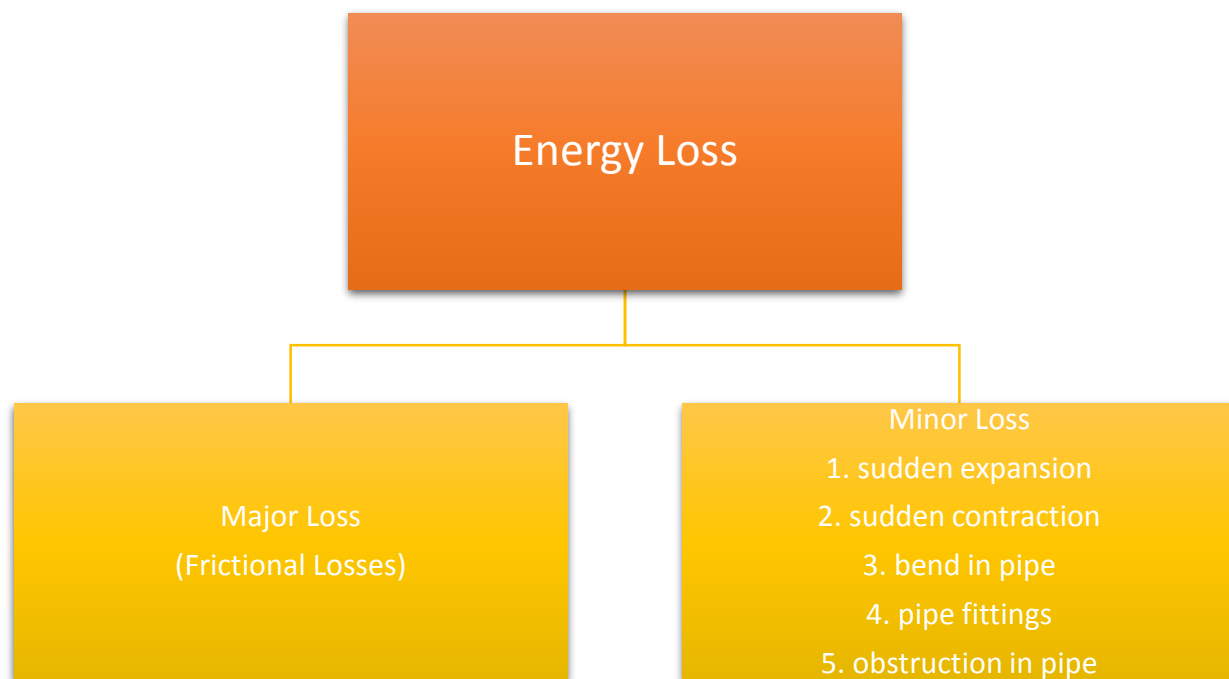 Energy Loss
Major Loss
(Frictional Losses)
Minor Loss
1. sudden expansion
2. sudden contraction
3. bend in pipe
4. pipe fittings
5. obstruction in pipe